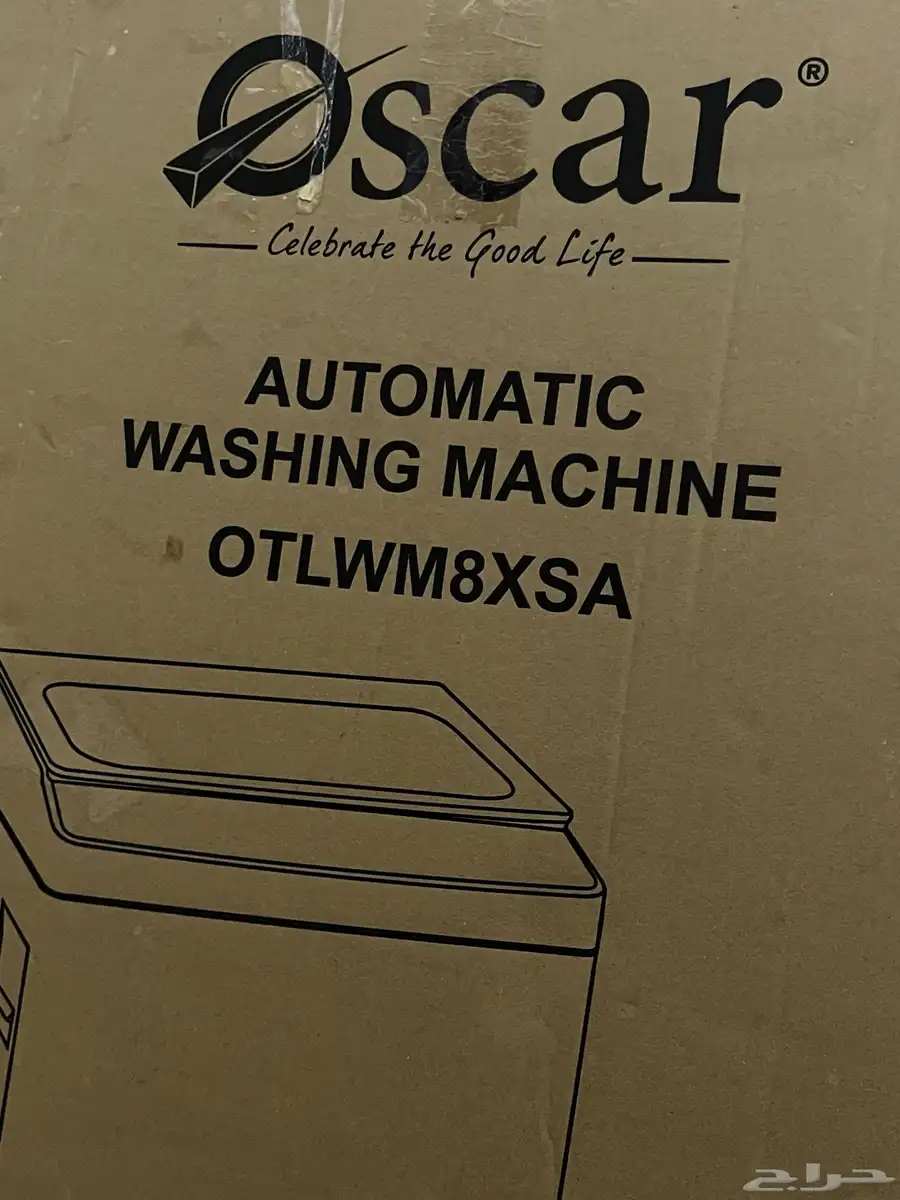 Oscar®
Celebrate the Good Life
AUTOMATIC
WASHING MACHINE
OTLWM8XSA
حراج